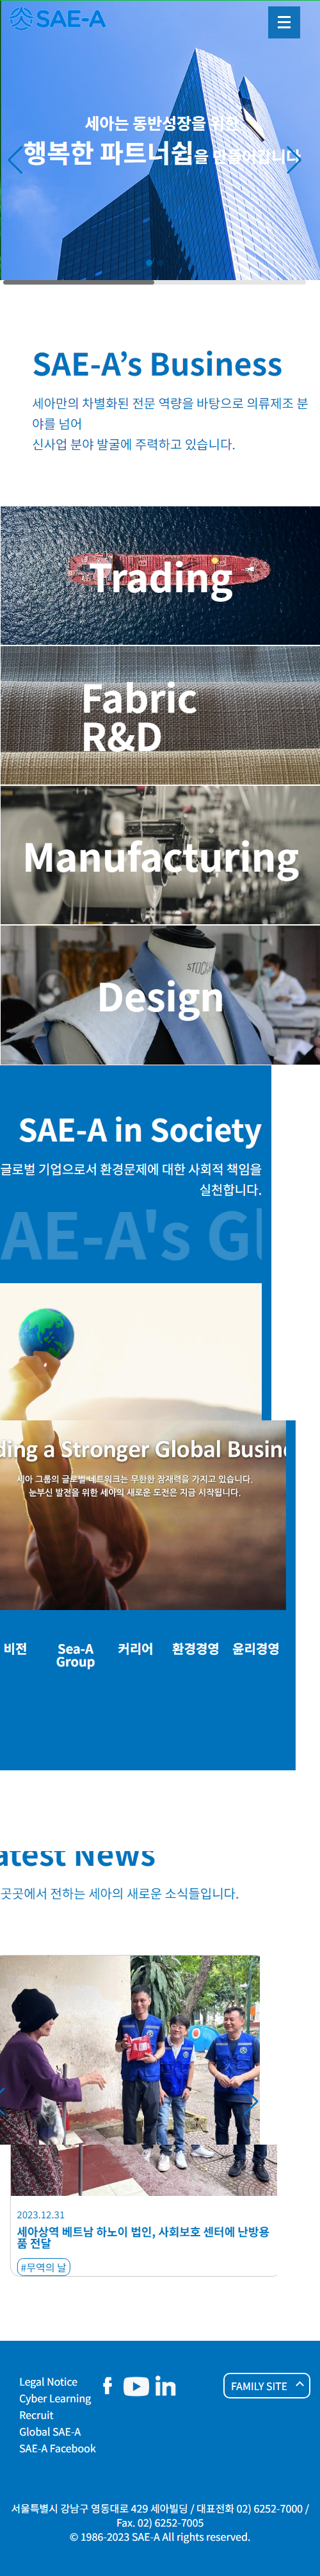 SAE-A
세아는 동반성장을 위한
행복한 파트너쉽을 만들어갑니다
SAE-A’s Business
세아만의 차별화된 전문 역량을 바탕으로 의류제조 분
야를 넘어
신사업 분야 발굴에 주력하고 있습니다.
Trading
Fabric
R&D
Manufacturing
STOCKMAN
Design
SAE-A in Society
글로벌 기업으로서 환경문제에 대한 사회적 책임을
실천합니다.
AE-A's Gl
ding a Stronger Global Busine
세아 그룹의 글로벌 네트워크는 무한한 잠재력을 가지고 있습니다.
눈부신 발전을 위한 세아의 새로운 도전은 지금 시작됩니다.
비전
Sea-A
Group
커리어
환경경영
윤리경영
atest News
곳곳에서 전하는 세아의 새로운 소식들입니다.
2023.12.31
세아상역 베트남 하노이 법인, 사회보호 센터에 난방용
품 전달
#무역의 날
Legal Notice
Cyber Learning
Recruit
Global SAE-A
SAE-A Facebook
FAMILY SITE
서울특별시 강남구 영동대로 429 세아빌딩 / 대표전화 02) 6252-7000 /
Fax. 02) 6252-7005
© 1986-2023 SAE-A All rights reserved.